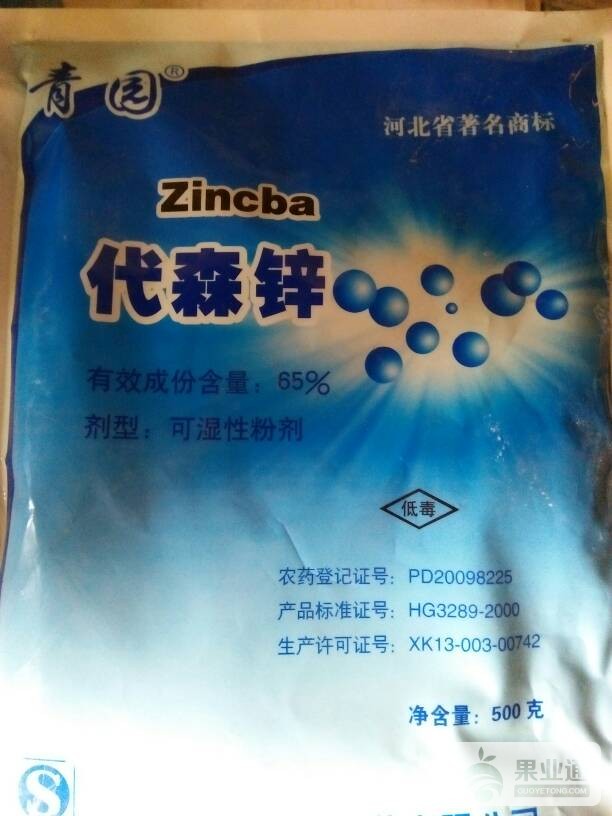 青园®
河北省著名商标
Zincba
代森锌
有效成份含量：65%
剂型：可湿性粉剂
低毒
农药登记证号：PD20098225
产品标准证号：HG3289-2000
生产许可证号：XK13-003-00742
净含量：500克
果业通
GUOYETONG.COM